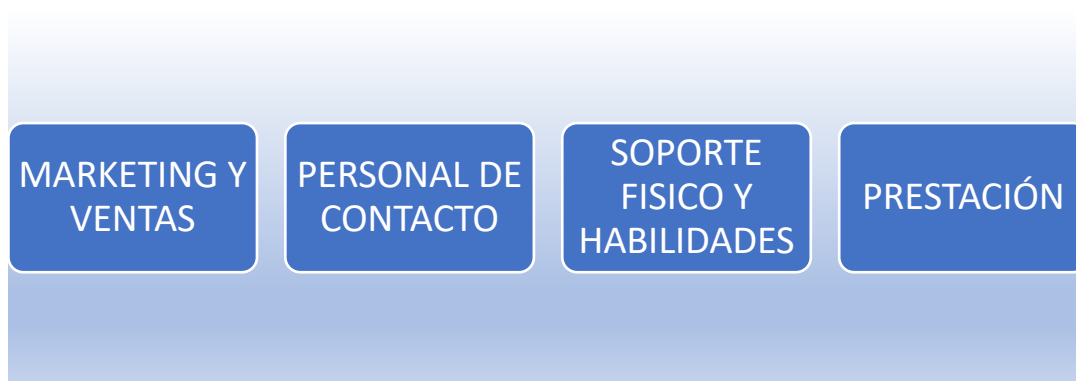 MARKETING Y
VENTAS
PERSONAL DE
CONTACTO
SOPORTE
FISICO Y
HABILIDADES
PRESTACIÓN